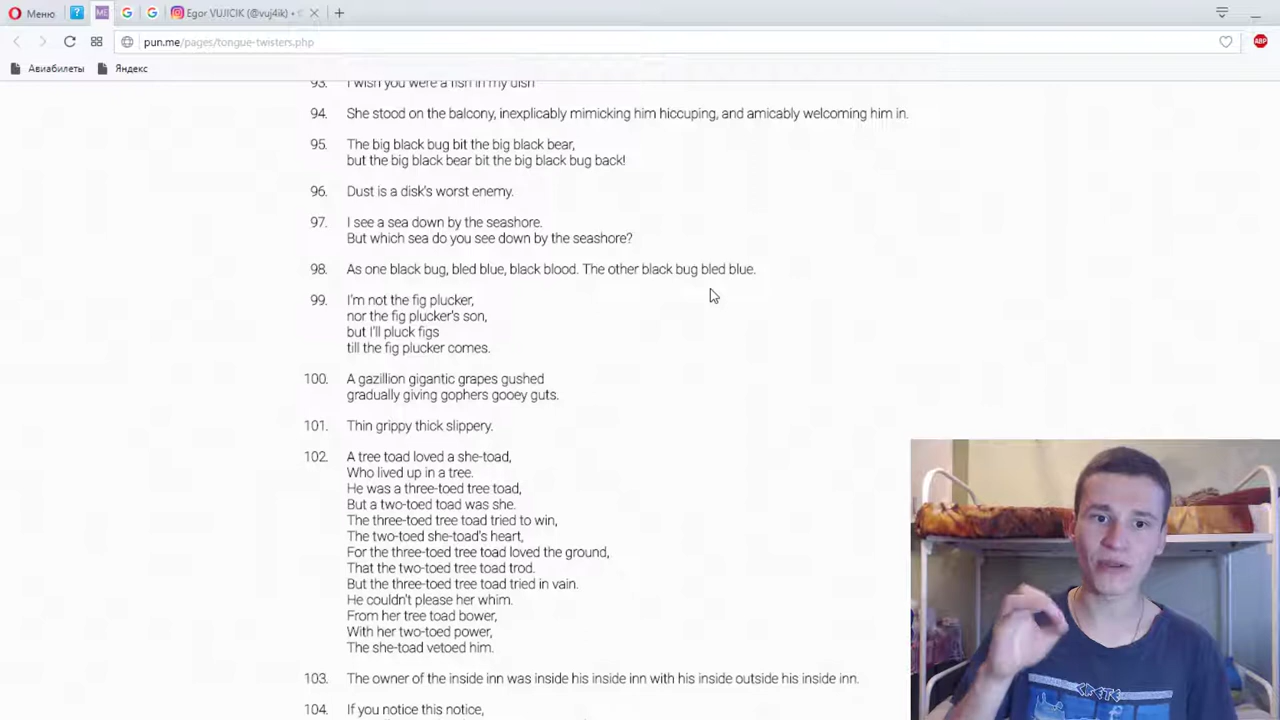 Меню
?
ME
G
G
Egor VUJICIK (@vuj4ik) •
pun.me/pages/tongue-twisters.php
ABP
Авиабилеты
Яндекс
93. I wish you were a fish in my dish
94. She stood on the balcony, inexplicably mimicking him hiccuping, and amicably welcoming him in.
95. The big black bug bit the big black bear,
but the big black bear bit the big black bug back!
96. Dust is a disk's worst enemy.
97. I see a sea down by the seashore.
But which sea do you see down by the seashore?
98. As one black bug, bled blue, black blood. The other black bug bled blue.
99. I'm not the fig plucker,
nor the fig plucker's son,
but I'll pluck figs
till the fig plucker comes.
100. A gazillion gigantic grapes gushed
gradually giving gophers gooey guts.
101. Thin grippy thick slippery.
102. A tree toad loved a she-toad,
Who lived up in a tree.
He was a three-toed tree toad,
But a two-toed toad was she.
The three-toed tree toad tried to win,
The two-toed she-toad's heart,
For the three-toed tree toad loved the ground,
That the two-toed tree toad trod.
But the three-toed tree toad tried in vain.
He couldn't please her whim.
From her tree toad bower,
With her two-toed power,
The she-toad vetoed him.
103. The owner of the inside inn was inside his inside inn with his inside outside his inside inn.
104. If you notice this notice,
CRETE